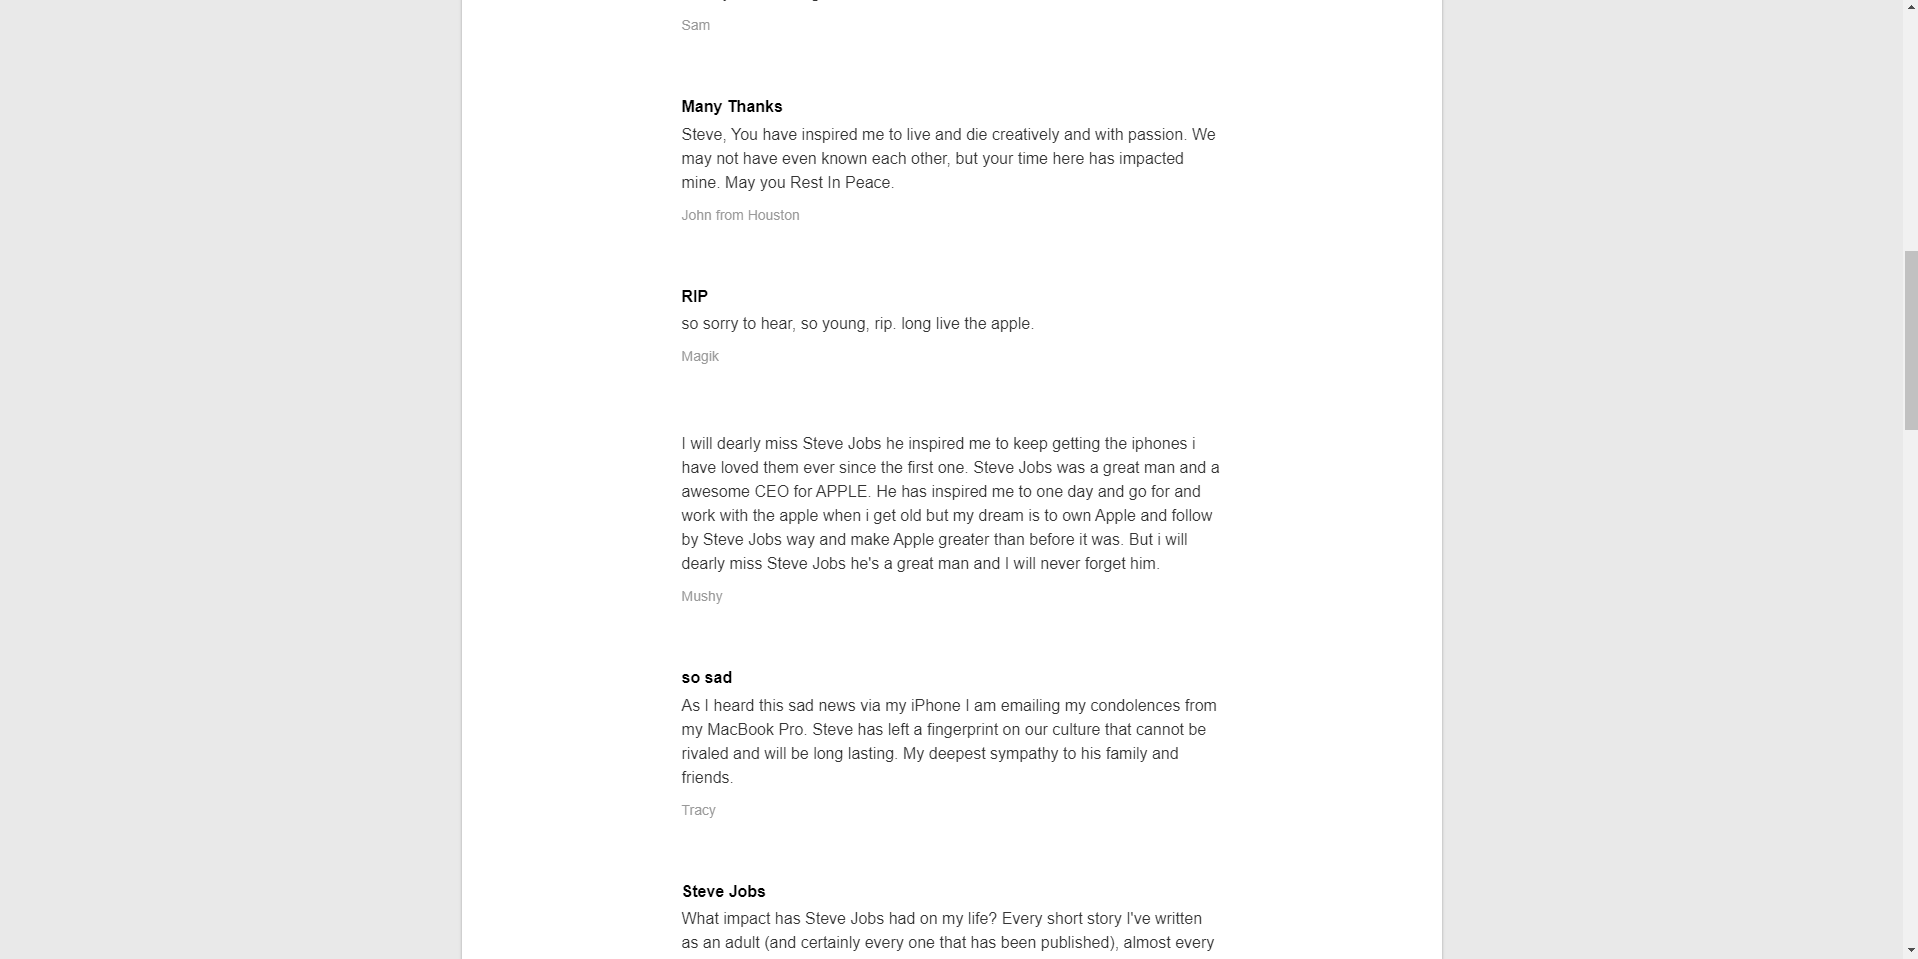 Sam
Many Thanks
Steve, You have inspired me to live and die creatively and with passion. We
may not have even known each other, but your time here has impacted
mine. May you Rest In Peace.
John from Houston
RIP
so sorry to hear, so young, rip. long live the apple.
Magik
I will dearly miss Steve Jobs he inspired me to keep getting the iphones i
have loved them ever since the first one. Steve Jobs was a great man and a
awesome CEO for APPLE. He has inspired me to one day and go for and
work with the apple when i get old but my dream is to own Apple and follow
by Steve Jobs way and make Apple greater than before it was. But i will
dearly miss Steve Jobs he's a great man and I will never forget him.
Mushy
so sad
As I heard this sad news via my iPhone I am emailing my condolences from
my MacBook Pro. Steve has left a fingerprint on our culture that cannot be
rivaled and will be long lasting. My deepest sympathy to his family and
friends.
Tracy
Steve Jobs
What impact has Steve Jobs had on my life? Every short story I've written
as an adult (and certainly every one that has been published), almost every